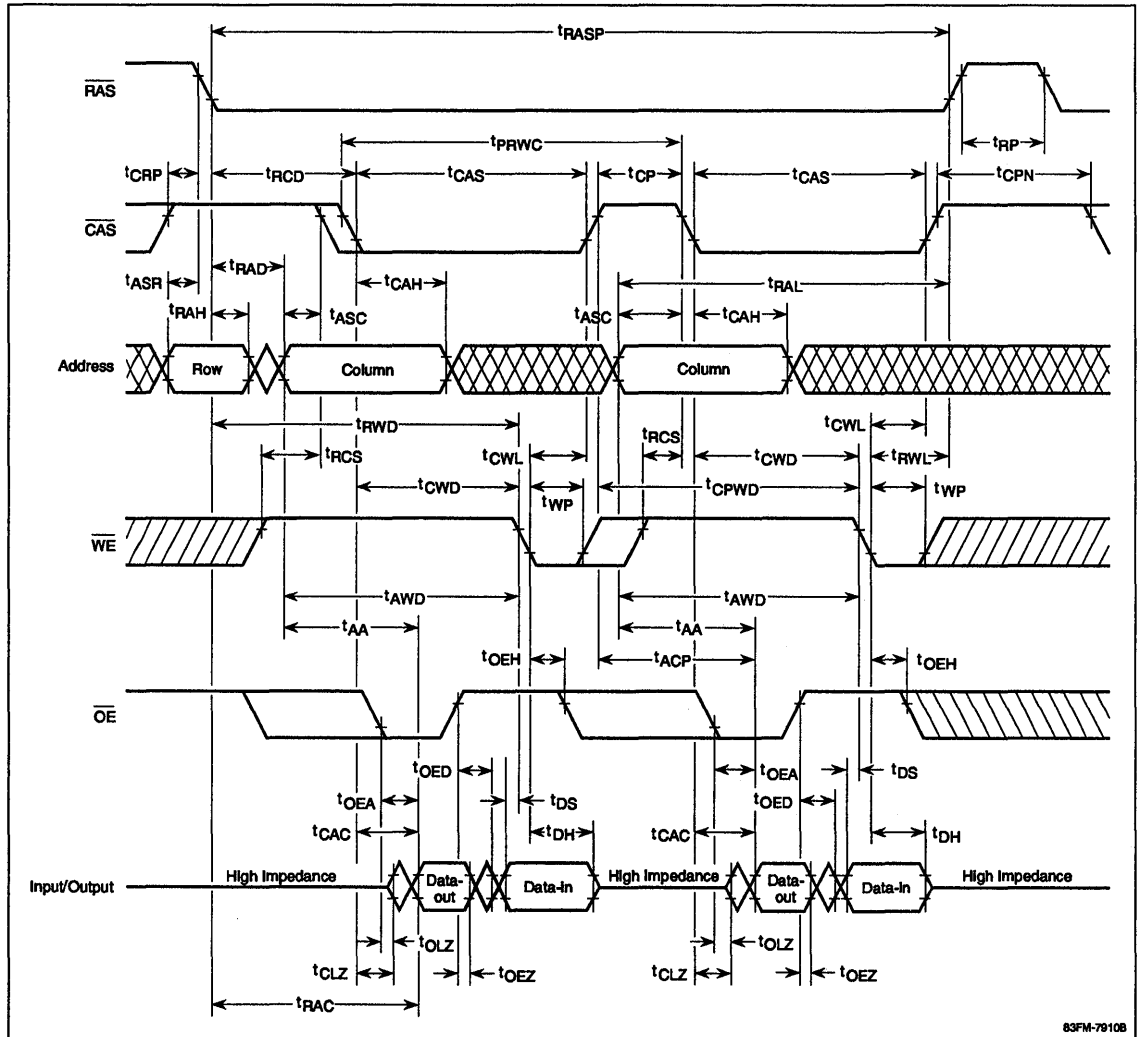 tRASP
RAS
tRP
tPRWC
tCRP tRCD tCAS tCP tCAS tCPN
CAS
tASR tRAD tCAH tRAL
tRAH tASC tASC tCAH
Address Row Column Column
tRWD tCWL
tRCS tCWL tRCS tCWD tRWL
tCWD tWP tCPWD tWP
WE
tAWD tAWD
tAA tAA
tOEH tACP tOEH
OE
tOED tOEA tDS
tOEA tDS tOED
tCAC tDH tCAC tDH
Input/Output High Impedance Data-out Data-in High Impedance Data-out Data-in High Impedance
tOLZ tOLZ
tCLZ tOEZ tCLZ tOEZ
tRAC
83FM-7910B